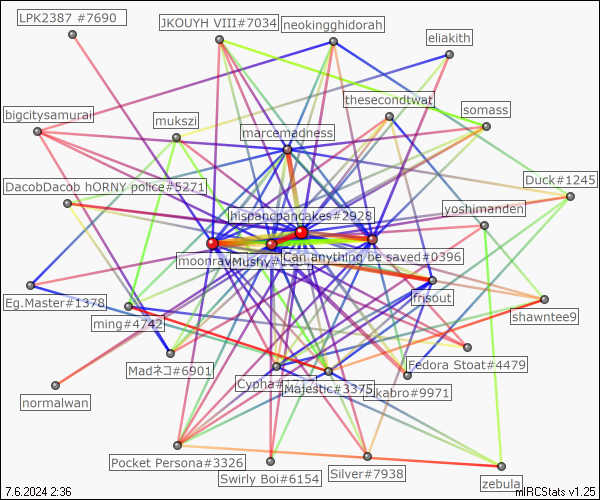 LPK2387 #7690
JKOUYH VIII#7034
neokingghidorah
eliakith
thesecondtwat
somass
bigcitysamurai
mukszi
marcemadness
Duck#1245
DacobDacob hORNY police#5271
hispancpancakes#2928
yoshimanden
moonrav
Mushy
Can anything be saved#0396
Eg.Master#1378
frisout
shawntee9
ming#4742
Madネコ#6901
Fedora Stoat#4479
Cypha
Majestic#3375
kabro#9971
normalwan
Pocket Persona#3326
Swirly Boi#6154
Silver#7938
zebula
7.6.2024 2:36
mIRCStats v1.25